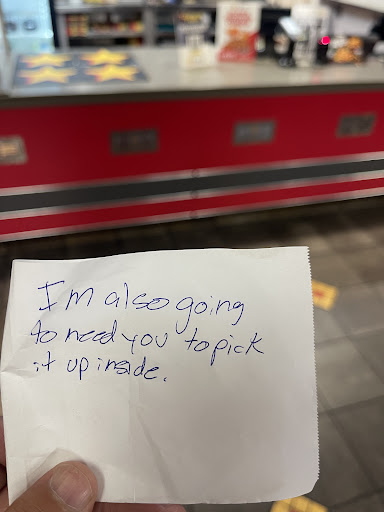 I'm also going
to need you to pick
it up inside.